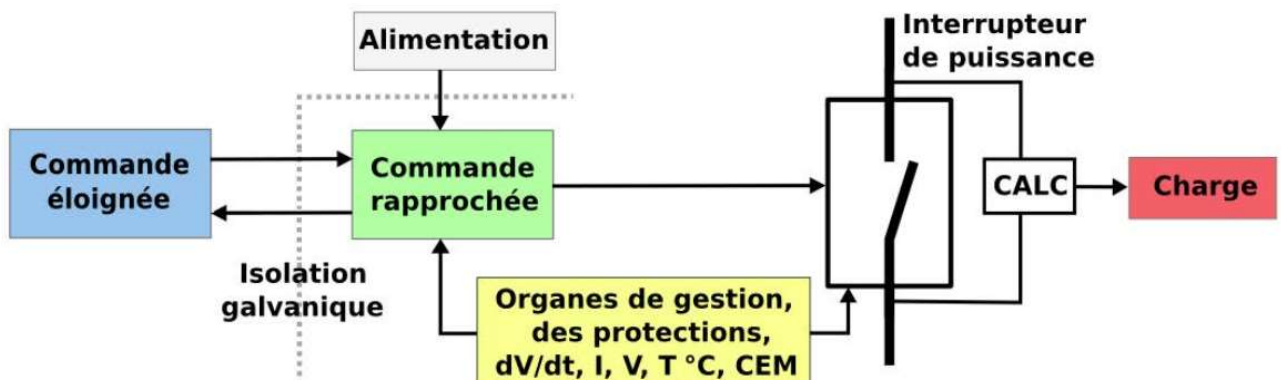 Alimentation
Interrupteur
de puissance
Commande
éloignée
Commande
rapprochée
CALC
Charge
Isolation
galvanique
Organes de gestion,
des protections,
dV/dt, I, V, T °C, CEM